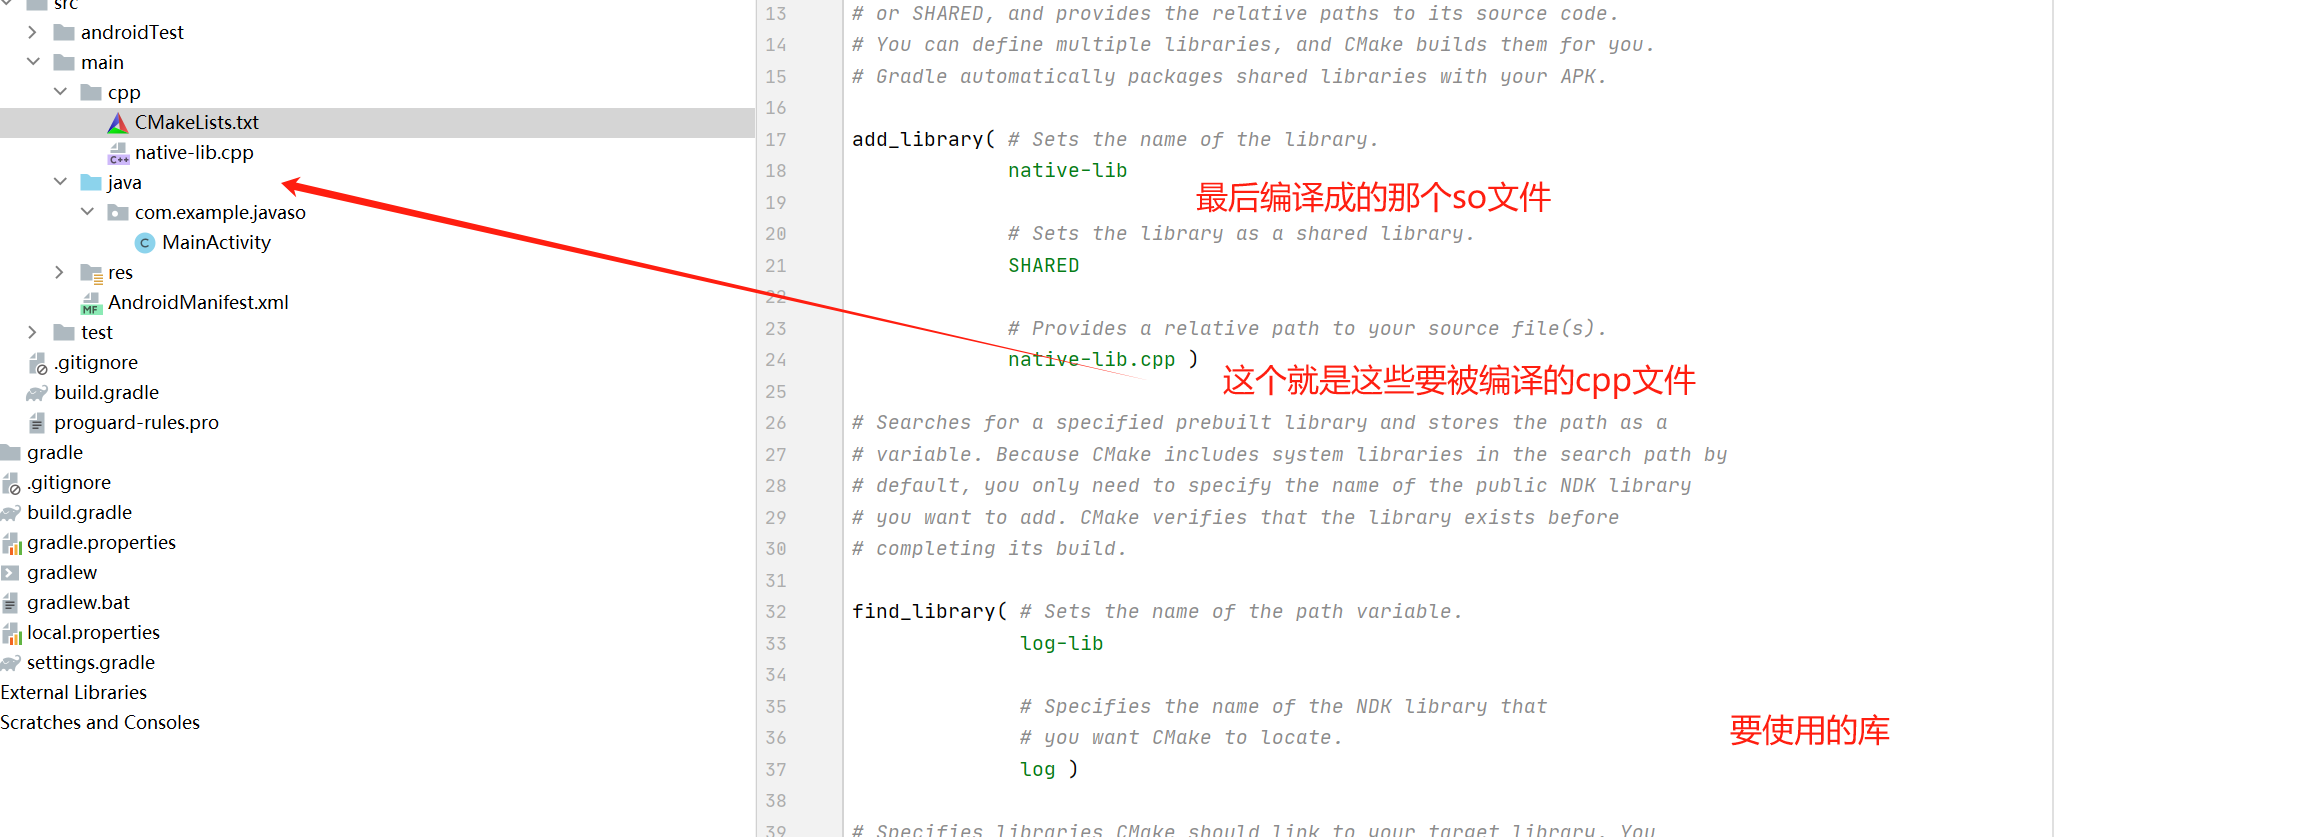 src
androidTest
main
cpp
CMakeLists.txt
native-lib.cpp
java
com.example.javaso
MainActivity
res
AndroidManifest.xml
test
.gitignore
build.gradle
proguard-rules.pro
gradle
.gitignore
build.gradle
gradle.properties
gradlew
gradlew.bat
local.properties
settings.gradle
External Libraries
Scratches and Consoles
13 # or SHARED, and provides the relative paths to its source code.
14 # You can define multiple libraries, and CMake builds them for you.
15 # Gradle automatically packages shared libraries with your APK.
16
17 add_library( # Sets the name of the library.
18 native-lib
最后编译成的那个so文件
19
20 # Sets the library as a shared library.
21 SHARED
22
23 # Provides a relative path to your source file(s).
24 native-lib.cpp )
这个就是这些要被编译的cpp文件
25
26 # Searches for a specified prebuilt library and stores the path as a
27 # variable. Because CMake includes system libraries in the search path by
28 # default, you only need to specify the name of the public NDK library
29 # you want to add. CMake verifies that the library exists before
30 # completing its build.
31
32 find_library( # Sets the name of the path variable.
33 log-lib
34
35 # Specifies the name of the NDK library that
要使用的库
36 # you want CMake to locate.
37 log )
38
39 # Specifies libraries CMake should link to your target library. You